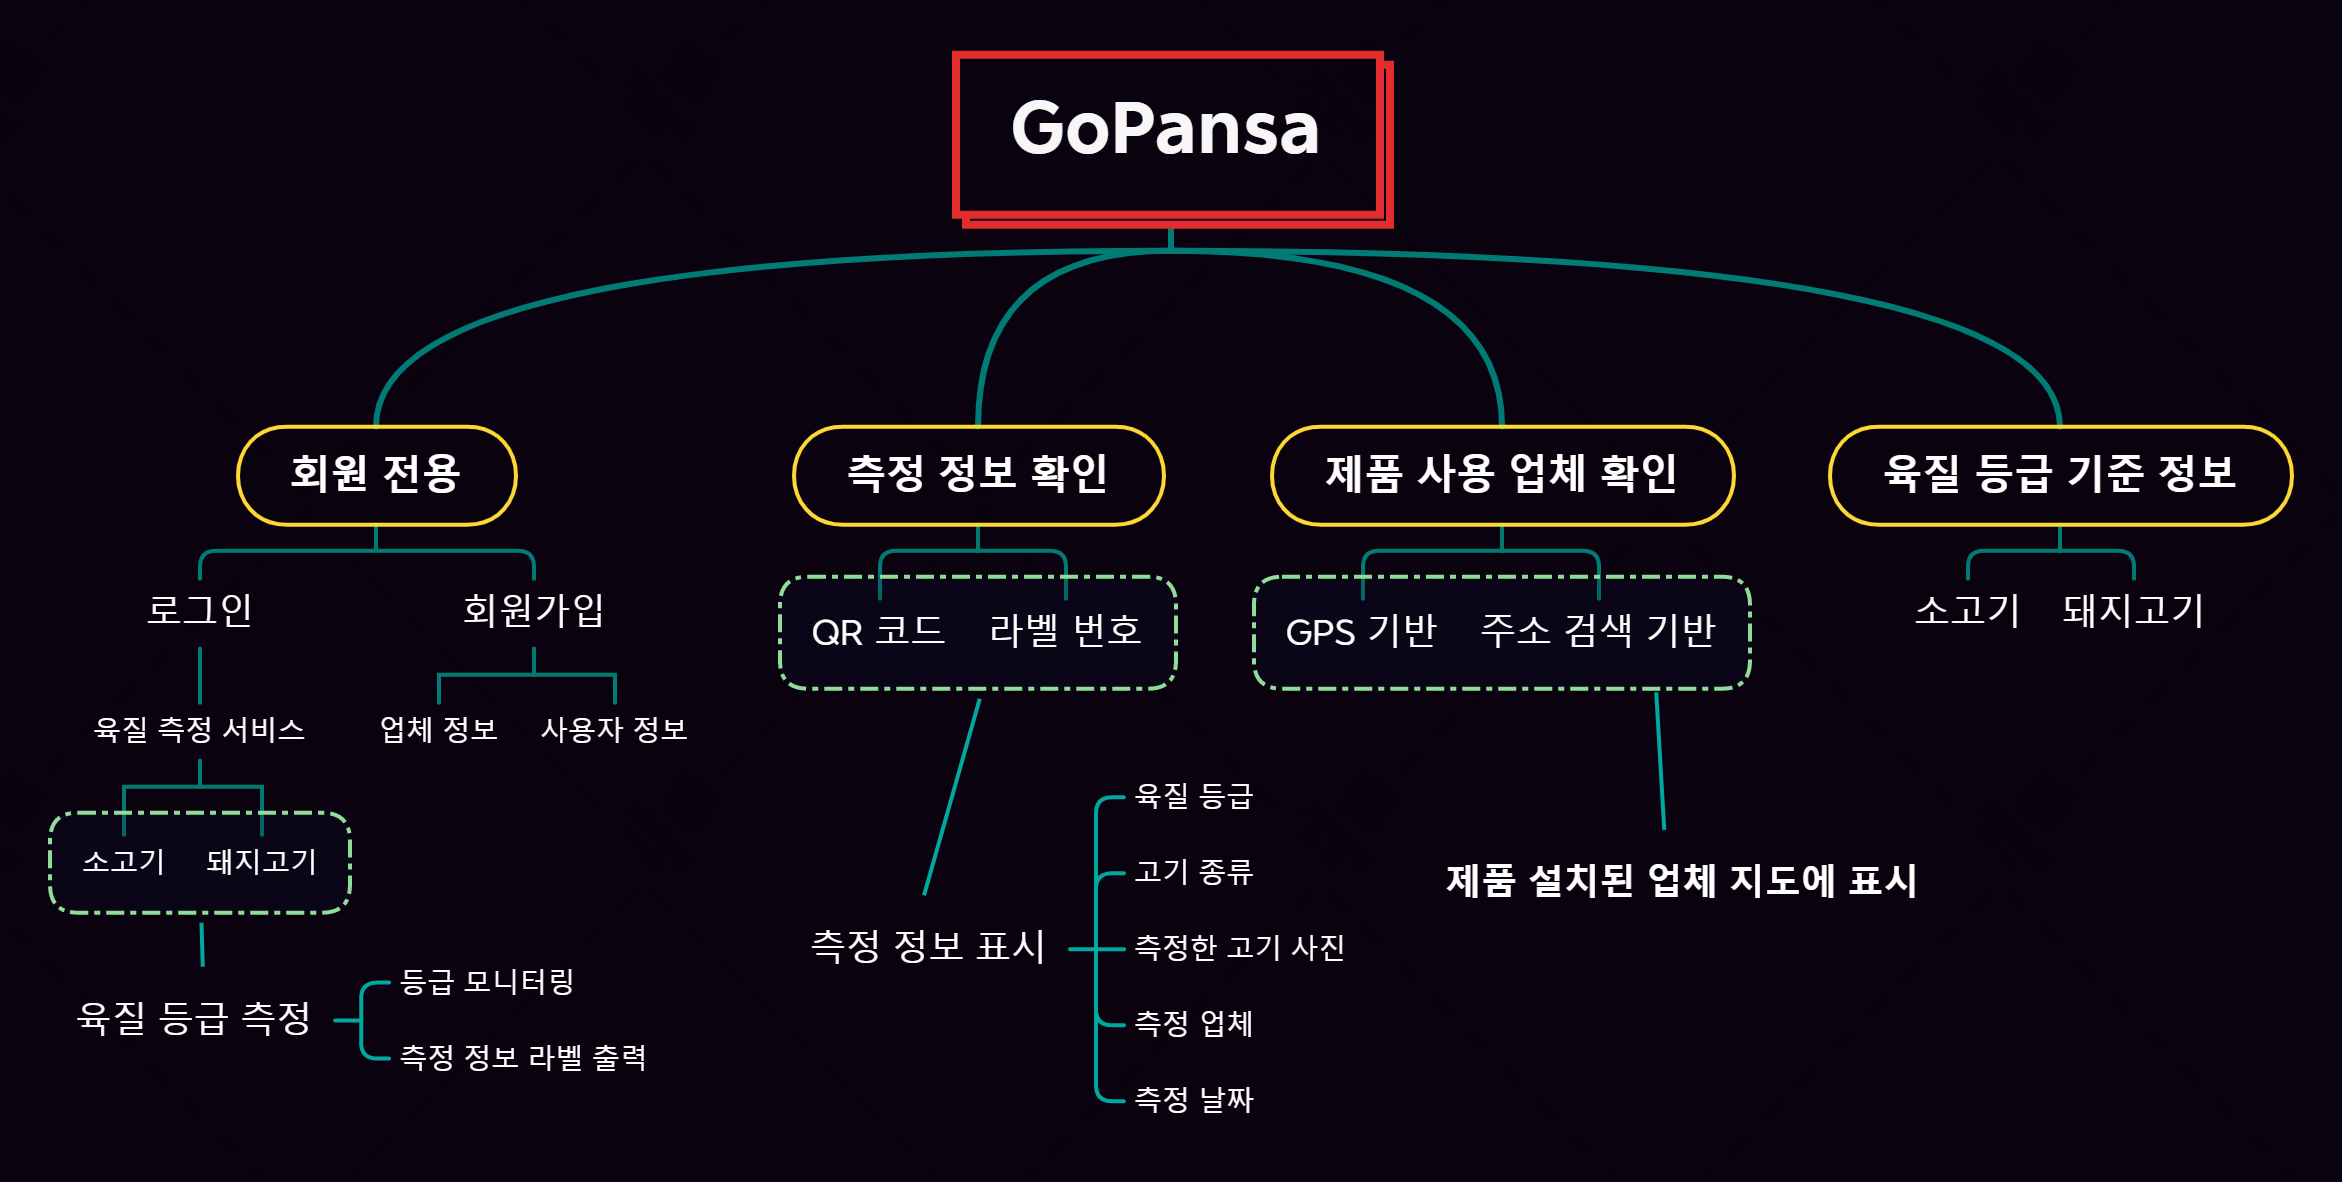 GoPansa
회원 전용
측정 정보 확인
제품 사용 업체 확인
육질 등급 기준 정보
로그인
회원가입
QR 코드
라벨 번호
GPS 기반
주소 검색 기반
소고기
돼지고기
육질 측정 서비스
업체 정보
사용자 정보
소고기
돼지고기
육질 등급 측정
등급 모니터링
측정 정보 라벨 출력
측정 정보 표시
육질 등급
고기 종류
측정한 고기 사진
측정 업체
측정 날짜
제품 설치된 업체 지도에 표시